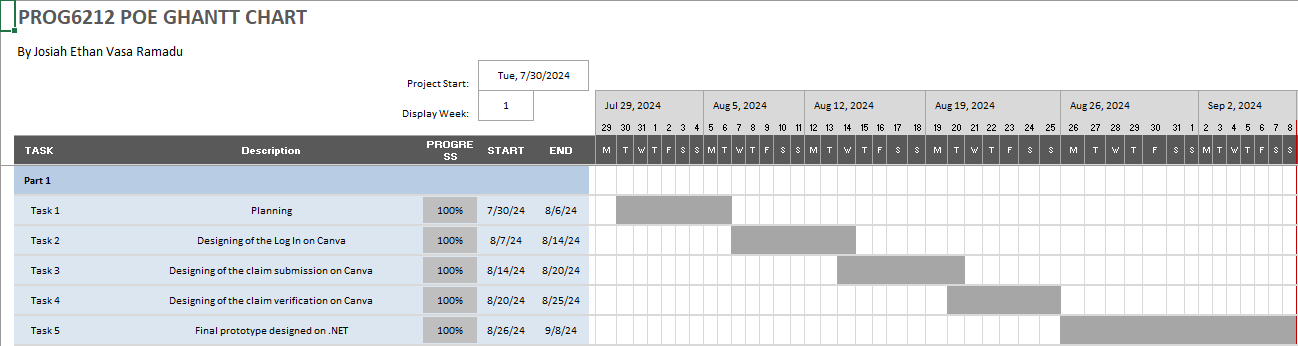 PROG6212 POE GHANTT CHART
By Josiah Ethan Vasa Ramadu
Project Start: Tue, 7/30/2024
Display Week: 1
Jul 29, 2024 Aug 5, 2024 Aug 12, 2024 Aug 19, 2024 Aug 26, 2024 Sep 2, 2024
29 30 31 1 2 3 4 5 6 7 8 9 10 11 12 13 14 15 16 17 18 19 20 21 22 23 24 25 26 27 28 29 30 31 1 2 3 4 5 6 7 8
TASK Description PROGRE SS START END M T W T F S S M T W T F S S M T W T F S S M T W T F S S M T W T F S S M T W T F S S
Part 1
Task 1 Planning 100% 7/30/24 8/6/24
Task 2 Designing of the Log In on Canva 100% 8/7/24 8/14/24
Task 3 Designing of the claim submission on Canva 100% 8/14/24 8/20/24
Task 4 Designing of the claim verification on Canva 100% 8/20/24 8/25/24
Task 5 Final prototype designed on .NET 100% 8/26/24 9/8/24